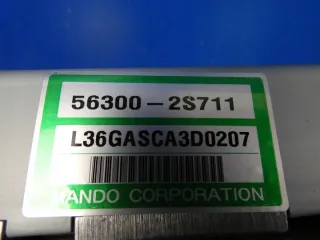 56300-2S711
L36GASCA3D0207
MANDO CORPORATION